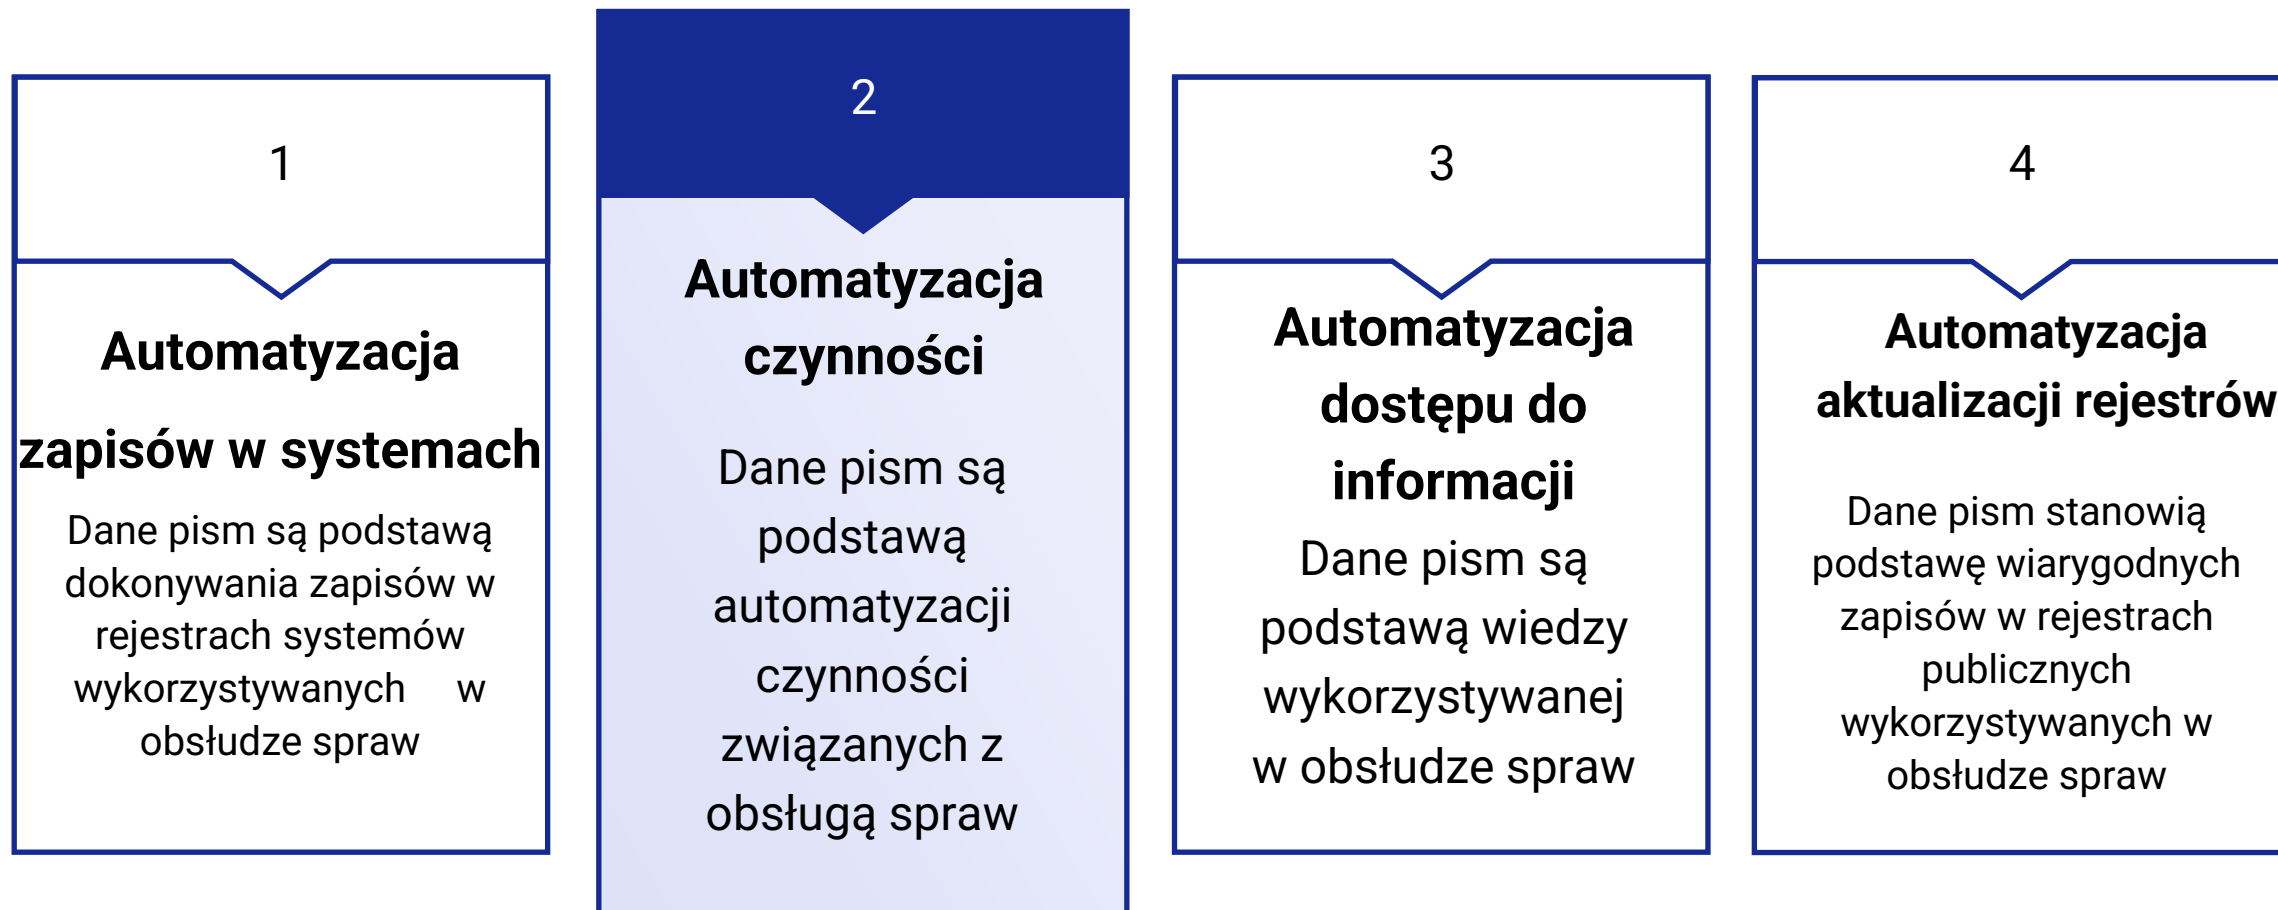 1
Automatyzacja
zapisów w systemach
Dane pism są podstawą
dokonywania zapisów w
rejestrach systemów
wykorzystywanych w
obsłudze spraw
2
Automatyzacja
czynności
Dane pism są
podstawą
automatyzacji
czynności
związanych z
obsługą spraw
3
Automatyzacja
dostępu do
informacji
Dane pism są
podstawą wiedzy
wykorzystywanej
w obsłudze spraw
4
Automatyzacja
aktualizacji rejestrów
Dane pism stanowią
podstawę wiarygodnych
zapisów w rejestrach
publicznych
wykorzystywanych w
obsłudze spraw